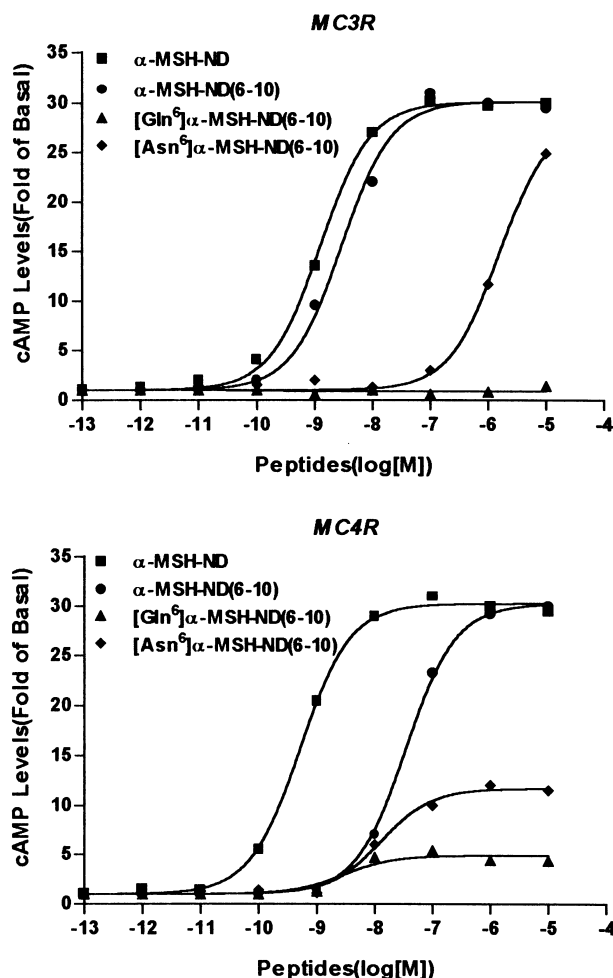 MC3R
35
30
25
20
15
10
5
0
cAMP Levels(Fold of Basal)
α-MSH-ND
α-MSH-ND(6-10)
[Gln⁶]α-MSH-ND(6-10)
[Asn⁶]α-MSH-ND(6-10)
-13 -12 -11 -10 -9 -8 -7 -6 -5 -4
Peptides(log[M])
MC4R
35
30
25
20
15
10
5
0
cAMP Levels(Fold of Basal)
α-MSH-ND
α-MSH-ND(6-10)
[Gln⁶]α-MSH-ND(6-10)
[Asn⁶]α-MSH-ND(6-10)
-13 -12 -11 -10 -9 -8 -7 -6 -5 -4
Peptides(log[M])